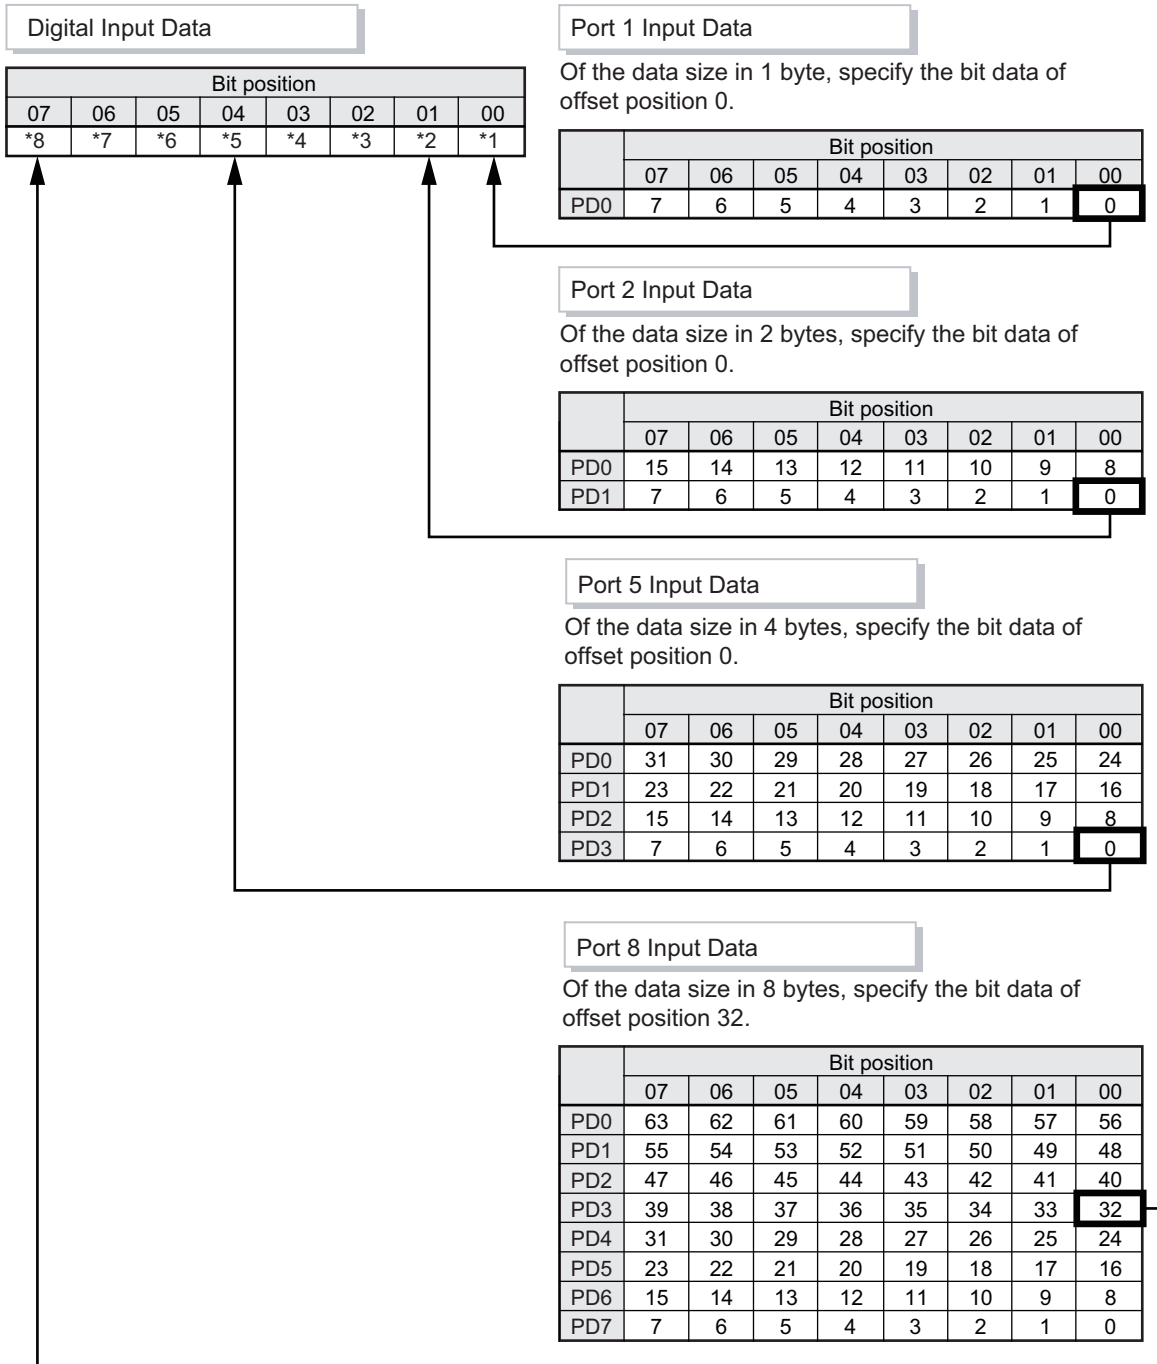 Digital Input Data
Bit position
07 06 05 04 03 02 01 00
*8 *7 *6 *5 *4 *3 *2 *1
Port 1 Input Data
Of the data size in 1 byte, specify the bit data of
offset position 0.
Bit position
07 06 05 04 03 02 01 00
PD0 7 6 5 4 3 2 1 0
Port 2 Input Data
Of the data size in 2 bytes, specify the bit data of
offset position 0.
Bit position
07 06 05 04 03 02 01 00
PD0 15 14 13 12 11 10 9 8
PD1 7 6 5 4 3 2 1 0
Port 5 Input Data
Of the data size in 4 bytes, specify the bit data of
offset position 0.
Bit position
07 06 05 04 03 02 01 00
PD0 31 30 29 28 27 26 25 24
PD1 23 22 21 20 19 18 17 16
PD2 15 14 13 12 11 10 9 8
PD3 7 6 5 4 3 2 1 0
Port 8 Input Data
Of the data size in 8 bytes, specify the bit data of
offset position 32.
Bit position
07 06 05 04 03 02 01 00
PD0 63 62 61 60 59 58 57 56
PD1 55 54 53 52 51 50 49 48
PD2 47 46 45 44 43 42 41 40
PD3 39 38 37 36 35 34 33 32
PD4 31 30 29 28 27 26 25 24
PD5 23 22 21 20 19 18 17 16
PD6 15 14 13 12 11 10 9 8
PD7 7 6 5 4 3 2 1 0